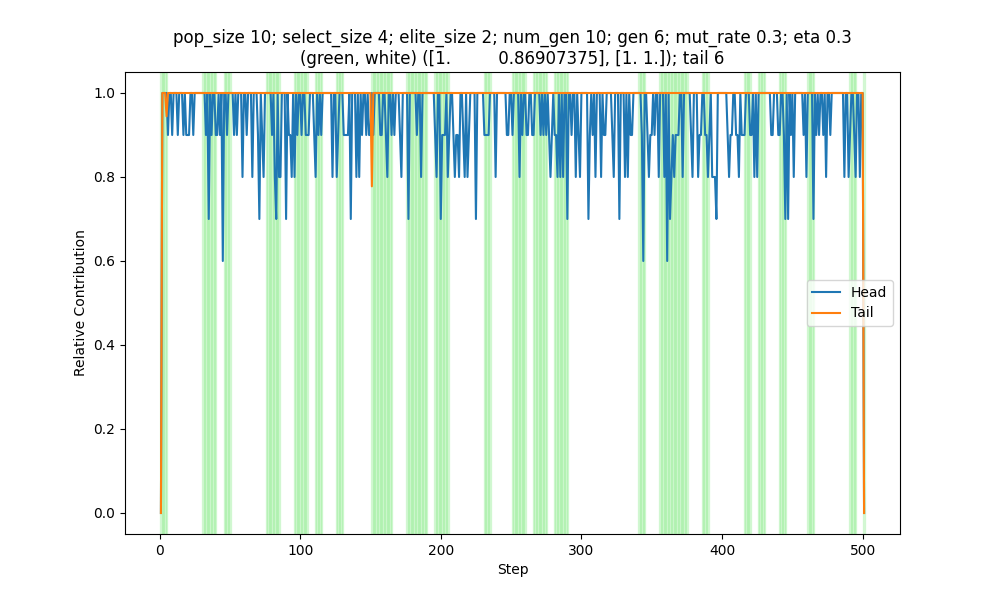 pop_size 10; select_size 4; elite_size 2; num_gen 10; gen 6; mut_rate 0.3; eta 0.3
(green, white) ([1.         0.86907375], [1. 1.]); tail 6
1.0
0.8
0.6
0.4
0.2
0.0
Relative Contribution
Head
Tail
0
100
200
300
400
500
Step